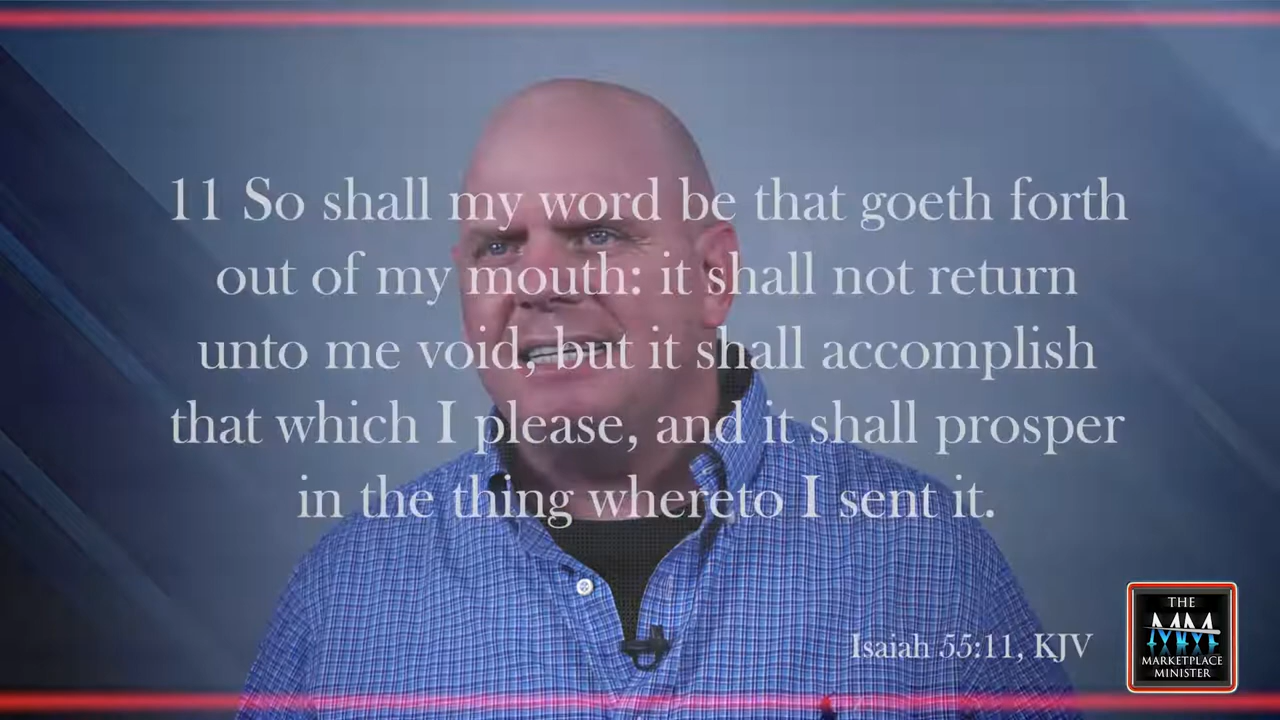 11 So shall my word be that goeth forth
out of my mouth: it shall not return
unto me void, but it shall accomplish
that which I please, and it shall prosper
in the thing whereto I sent it.
Isaiah 55:11, KJV
THE
MM
MARKETPLACE
MINISTER